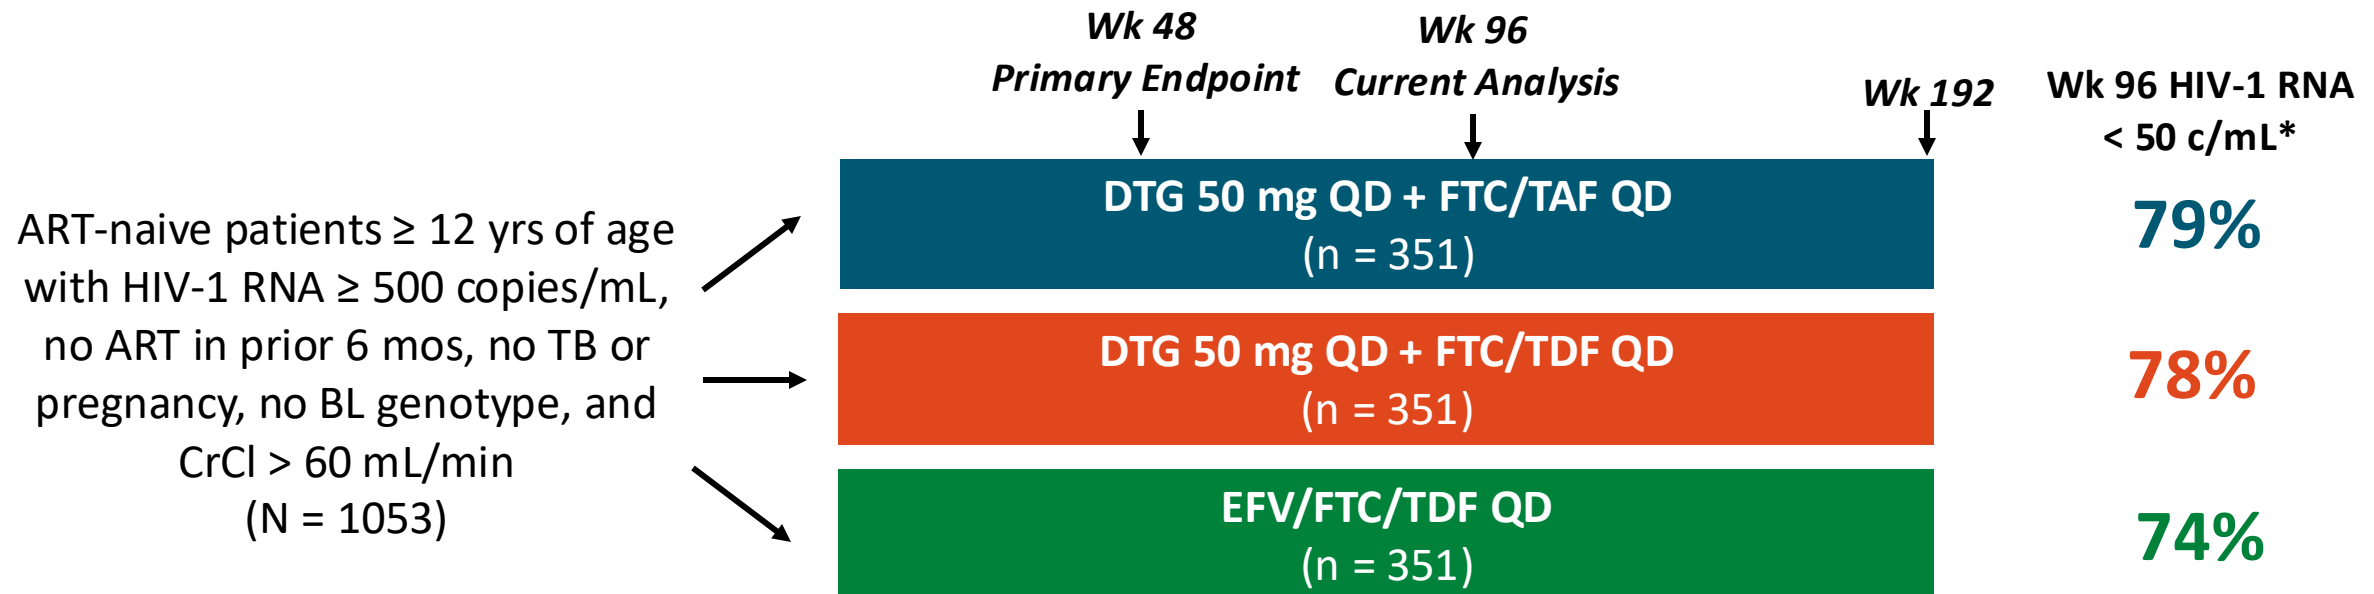 Wk 48
Primary Endpoint
Wk 96
Current Analysis
Wk 192
Wk 96 HIV-1 RNA
< 50 c/mL*
ART-naive patients ≥ 12 yrs of age
with HIV-1 RNA ≥ 500 copies/mL,
no ART in prior 6 mos, no TB or
pregnancy, no BL genotype, and
CrCl > 60 mL/min
(N = 1053)
DTG 50 mg QD + FTC/TAF QD
(n = 351)
79%
DTG 50 mg QD + FTC/TDF QD
(n = 351)
78%
EFV/FTC/TDF QD
(n = 351)
74%